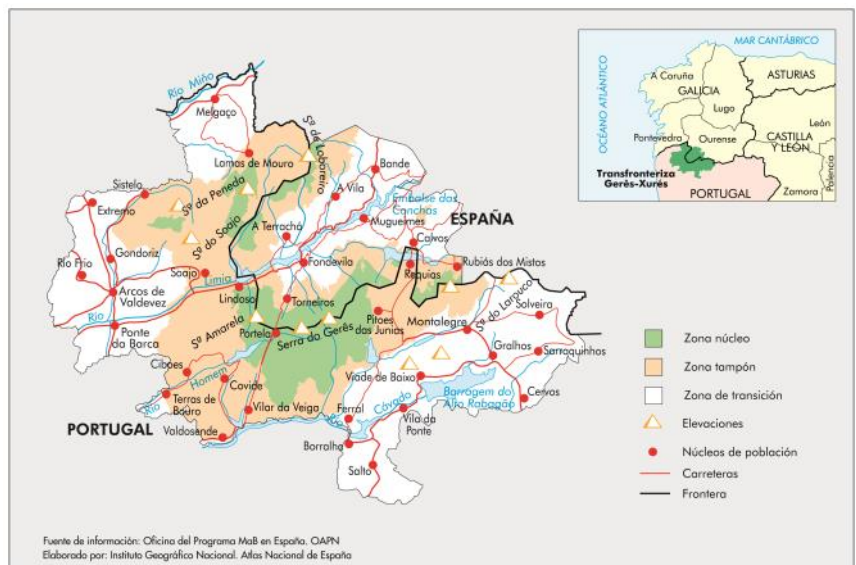 MAR CANTÁBRICO
OCÉANO ATLÁNTICO
A Coruña
GALICIA
Lugo
ASTURIAS
León
Pontevedra
Ourense
CASTILLA
Y LEÓN
Palencia
Transfronteriza
Gerês-Xurés
PORTUGAL
Zamora
Río Miño
Melgaço
Lamas de Mouro
Sª de Laboreiro
Bande
Sistelo
Sª da Peneda
A Vila
Embalse das
Conchas
Extremo
Sª do Soajo
A Terrachá
Mugueimes
ESPAÑA
Calvos
Gondoriz
Rubiás dos Mistos
Río Frio
Soajo
Fondevila
Requias
Limia
Arcos de
Valdevez
Lindoso
Torneiros
Sª do Larouco
Solveira
Río
Ponte
da Barca
Sª Amarela
Pitoes
das Junias
Montalegre
Portela
Serra do Gerês
Gralhos
Sarraquinhos
Cibões
Homem
Covide
Viade de Baixo
Río
Terras de
Bouro
Vilar da Veiga
Ferral
Cávado
Barragem do
Alto Rabagão
Cervos
PORTUGAL
Valdosende
Río
Vila da
Ponte
Borralha
Salto
Zona núcleo
Zona tampón
Zona de transición
Elevaciones
Núcleos de población
Carreteras
Frontera
Fuente de información: Oficina del Programa MaB en España. OAPN
Elaborado por: Instituto Geográfico Nacional. Atlas Nacional de España